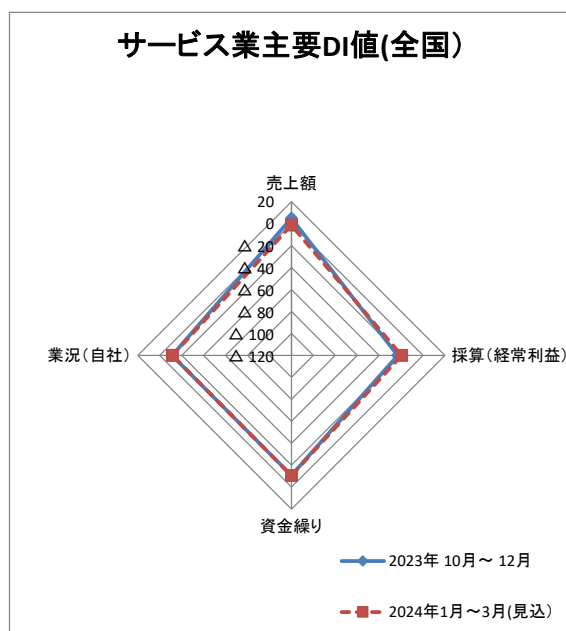 サービス業主要DI値(全国）
売上額
20
0
△ 20
△ 40
△ 60
△ 80
△ 100
△ 120
業況（自社）
採算（経常利益）
資金繰り
2023年 10月～ 12月
2024年1月～3月(見込）